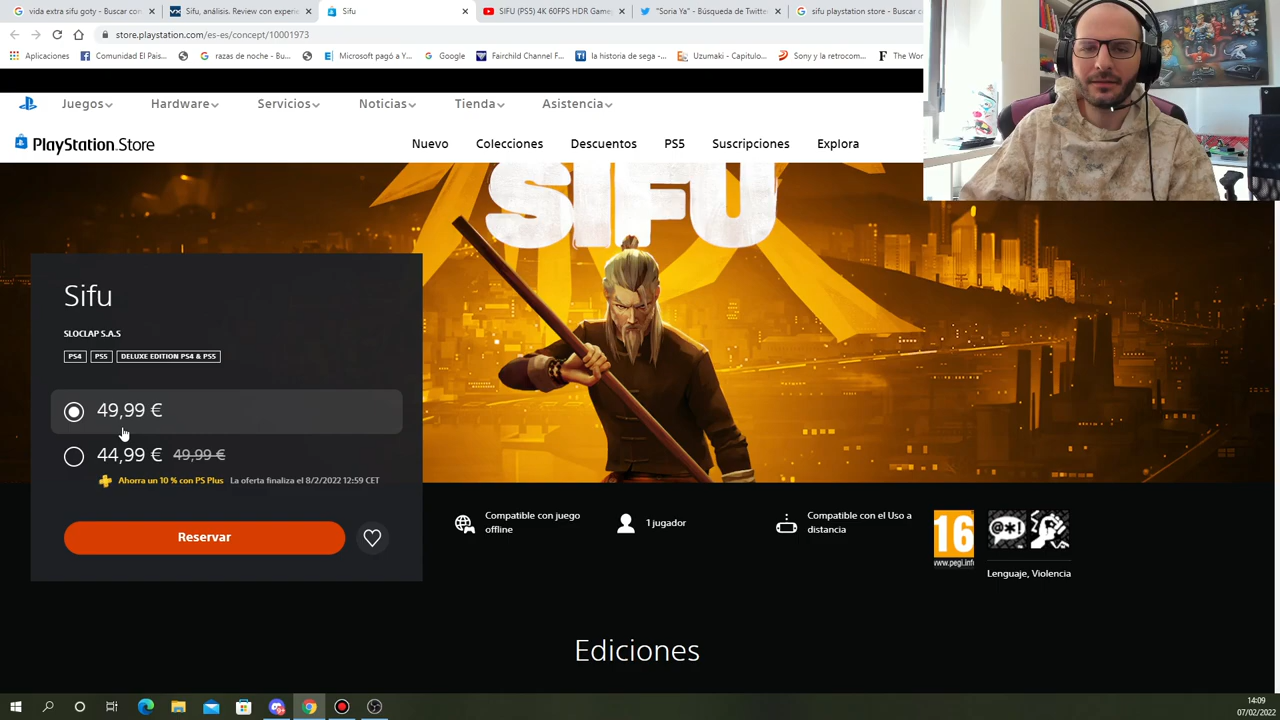 vida extra sifu goty - Buscar co
Sifu, análisis. Review con experien
Sifu
SIFU (PS5) 4K 60FPS HDR Gamep
"Soria Ya" - Búsqueda de Twitter
sifu playstation store - Buscar c
store.playstation.com/es-es/concept/10001973
Aplicaciones
Comunidad El Pais...
razas de noche - Bu...
Microsoft pagó a Y...
Google
Fairchild Channel F...
la historia de sega -...
Uzumaki - Capitulo...
Sony y la retrocom...
The Wor
Juegos
Hardware
Servicios
Noticias
Tienda
Asistencia
PlayStation.Store
Nuevo
Colecciones
Descuentos
PS5
Suscripciones
Explora
SIFU
Sifu
SLOCLAP S.A.S
PS4
PS5
DELUXE EDITION PS4 & PS5
49,99 €
44,99 € 49,99 €
Ahorra un 10 % con PS Plus La oferta finaliza el 8/2/2022 12:59 CET
Reservar
Compatible con juego
offline
1 jugador
Compatible con el Uso a
distancia
16
www.pegi.info
Lenguaje, Violencia
Ediciones
14:09
07/02/2022